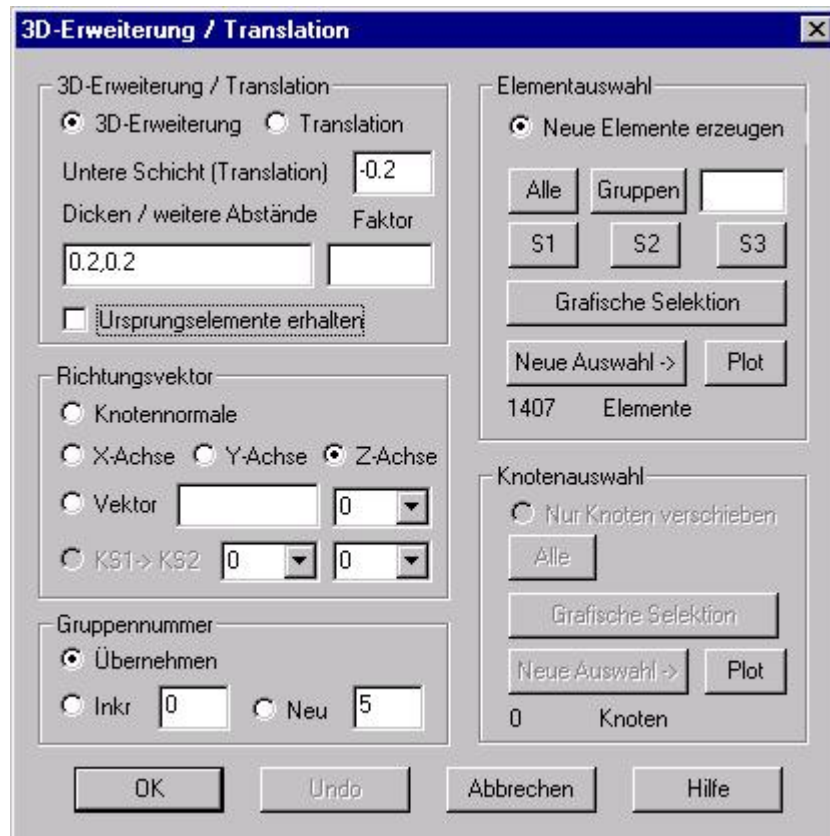 3D-Erweiterung / Translation
3D-Erweiterung / Translation
3D-Erweiterung Translation
Untere Schicht (Translation) -0.2
Dicken / weitere Abstände Faktor
0.2,0.2
Ursprungselemente erhalten
Richtungsvektor
Knotennormale
X-Achse Y-Achse Z-Achse
Vektor 0
KS1-> KS2 0 0
Gruppennummer
Übernehmen
Inkr 0 Neu 5
Elementauswahl
Neue Elemente erzeugen
Alle Gruppen
S1 S2 S3
Grafische Selektion
Neue Auswahl -> Plot
1407 Elemente
Knotenauswahl
Nur Knoten verschieben
Alle
Grafische Selektion
Neue Auswahl -> Plot
0 Knoten
OK Undo Abbrechen Hilfe